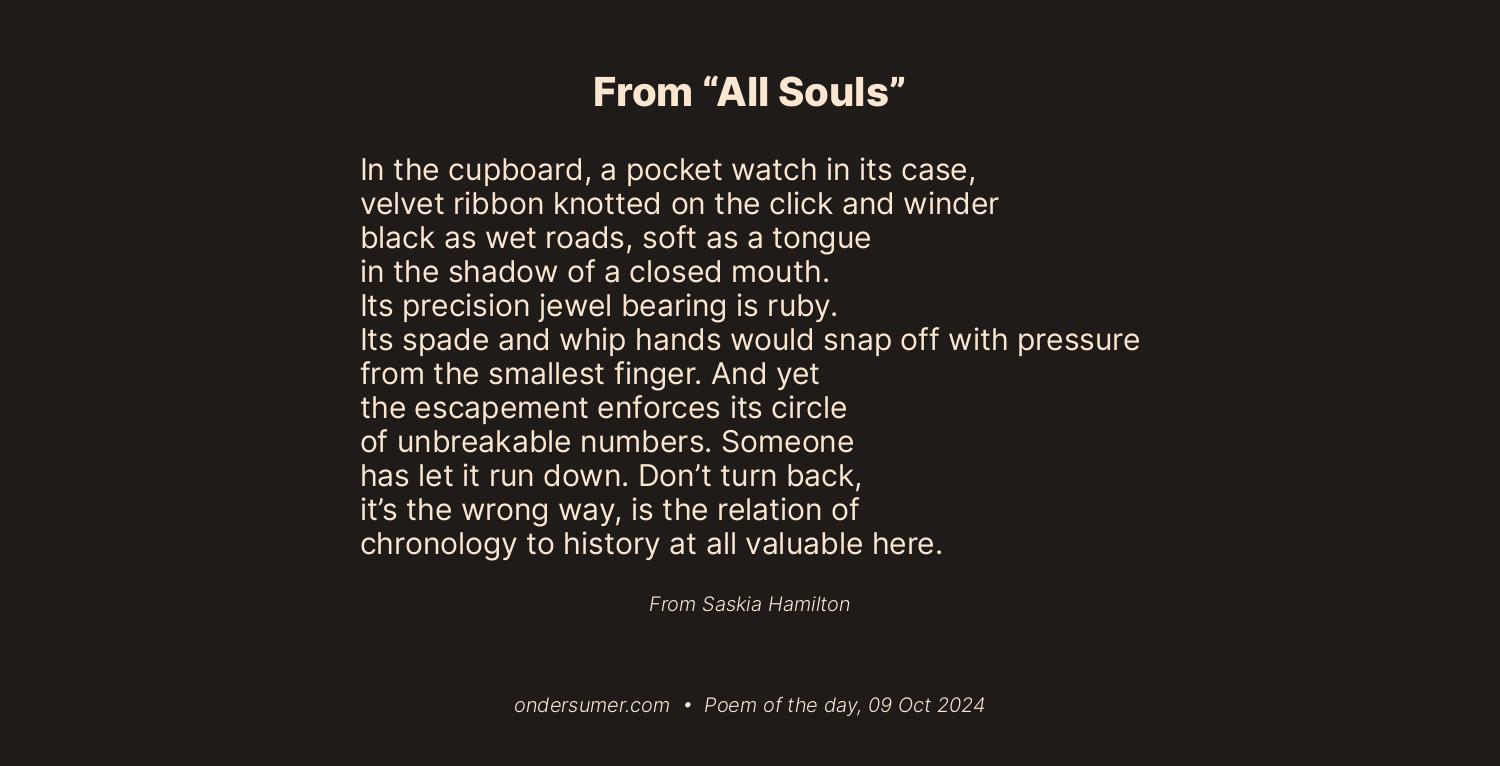 From “All Souls”
In the cupboard, a pocket watch in its case,
velvet ribbon knotted on the click and winder
black as wet roads, soft as a tongue
in the shadow of a closed mouth.
Its precision jewel bearing is ruby.
Its spade and whip hands would snap off with pressure
from the smallest finger. And yet
the escapement enforces its circle
of unbreakable numbers. Someone
has let it run down. Don’t turn back,
it’s the wrong way, is the relation of
chronology to history at all valuable here.
From Saskia Hamilton
ondersumer.com • Poem of the day, 09 Oct 2024